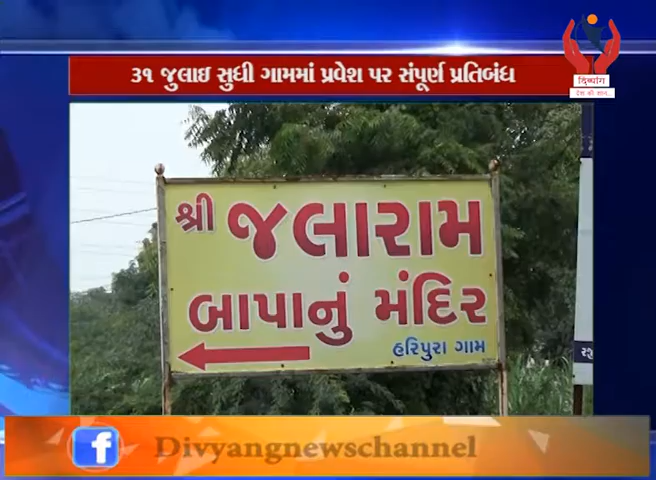 ૩૧ જુલાઇ સુધી ગામમાં પ્રવેશ પર સંપૂર્ણ પ્રતિબંધ
दिव्यांग
શ્રી જલારામ
બાપાનું મંદિર
હરિપુરા ગામ
f Divyangnewschannel